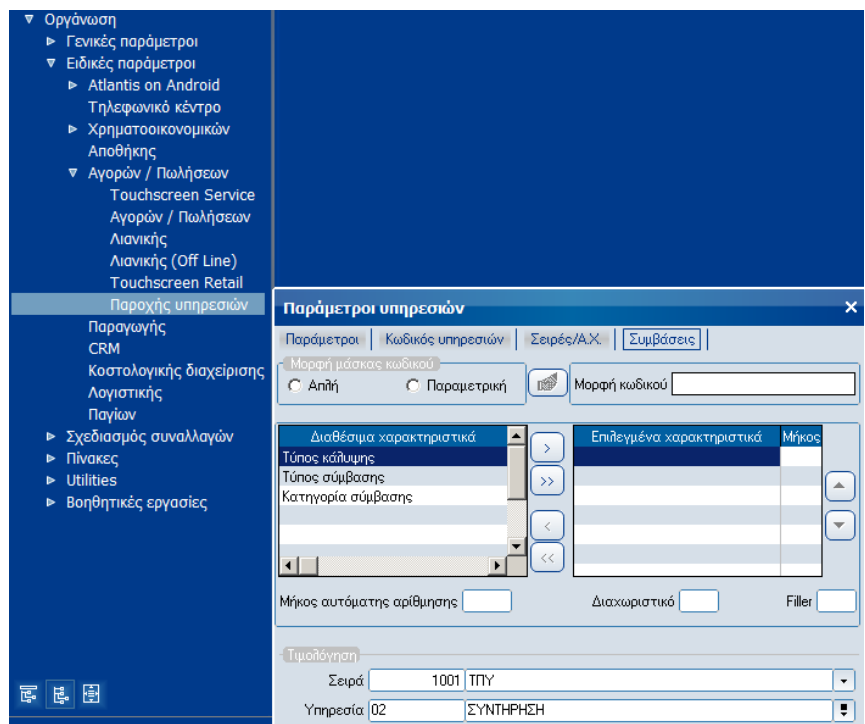 Οργάνωση
Γενικές παράμετροι
Ειδικές παράμετροι
Atlantis on Android
Τηλεφωνικό κέντρο
Χρηματοοικονομικών
Αποθήκης
Αγορών / Πωλήσεων
Touchscreen Service
Αγορών / Πωλήσεων
Λιανικής
Λιανικής (Off Line)
Touchscreen Retail
Παροχής υπηρεσιών
Παραγωγής
CRM
Κοστολογικής διαχείρισης
Λογιστικής
Παγίων
Σχεδιασμός συναλλαγών
Πίνακες
Utilities
Βοηθητικές εργασίες
Παράμετροι υπηρεσιών
Παράμετροι Κωδικός υπηρεσιών Σειρές/Α.Χ. Συμβάσεις
Μορφή μάσκας κωδικού
Απλή Παραμετρική Μορφή κωδικού
Διαθέσιμα χαρακτηριστικά Επιλεγμένα χαρακτηριστικά Μήκος
Τύπος κάλυψης
Τύπος σύμβασης
Κατηγορία σύμβασης
Μήκος αυτόματης αρίθμησης Διαχωριστικό Filler
Τιμολόγηση
Σειρά 1001 ΤΠΥ
Υπηρεσία 02 ΣΥΝΤΗΡΗΣΗ